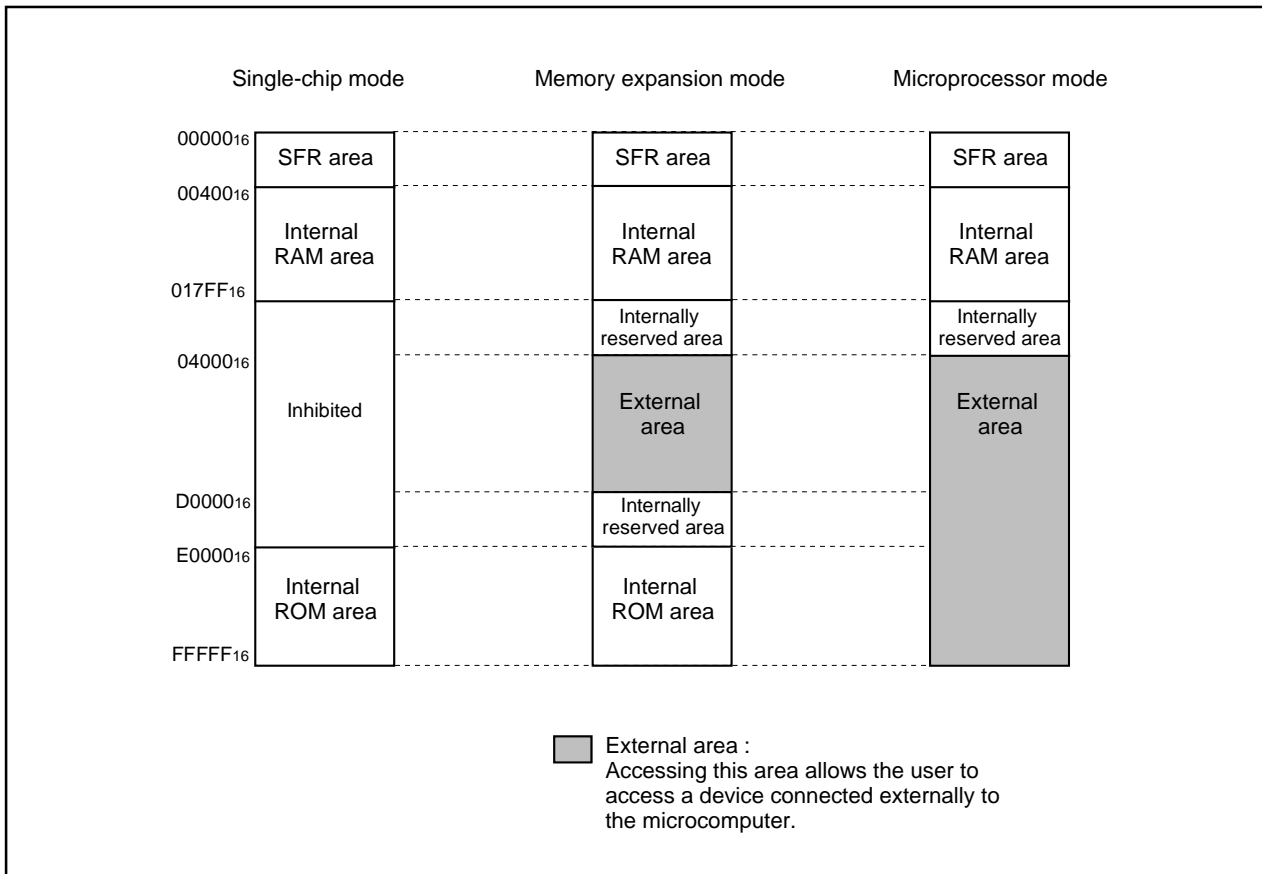 Single-chip mode
Memory expansion mode
Microprocessor mode
0000016
SFR area
SFR area
SFR area
0040016
Internal
RAM area
Internal
RAM area
Internal
RAM area
017FF16
Internally
reserved area
Internally
reserved area
0400016
Inhibited
External
area
External
area
D000016
Internally
reserved area
E000016
Internal
ROM area
Internal
ROM area
FFFFF16
External area :
Accessing this area allows the user to
access a device connected externally to
the microcomputer.